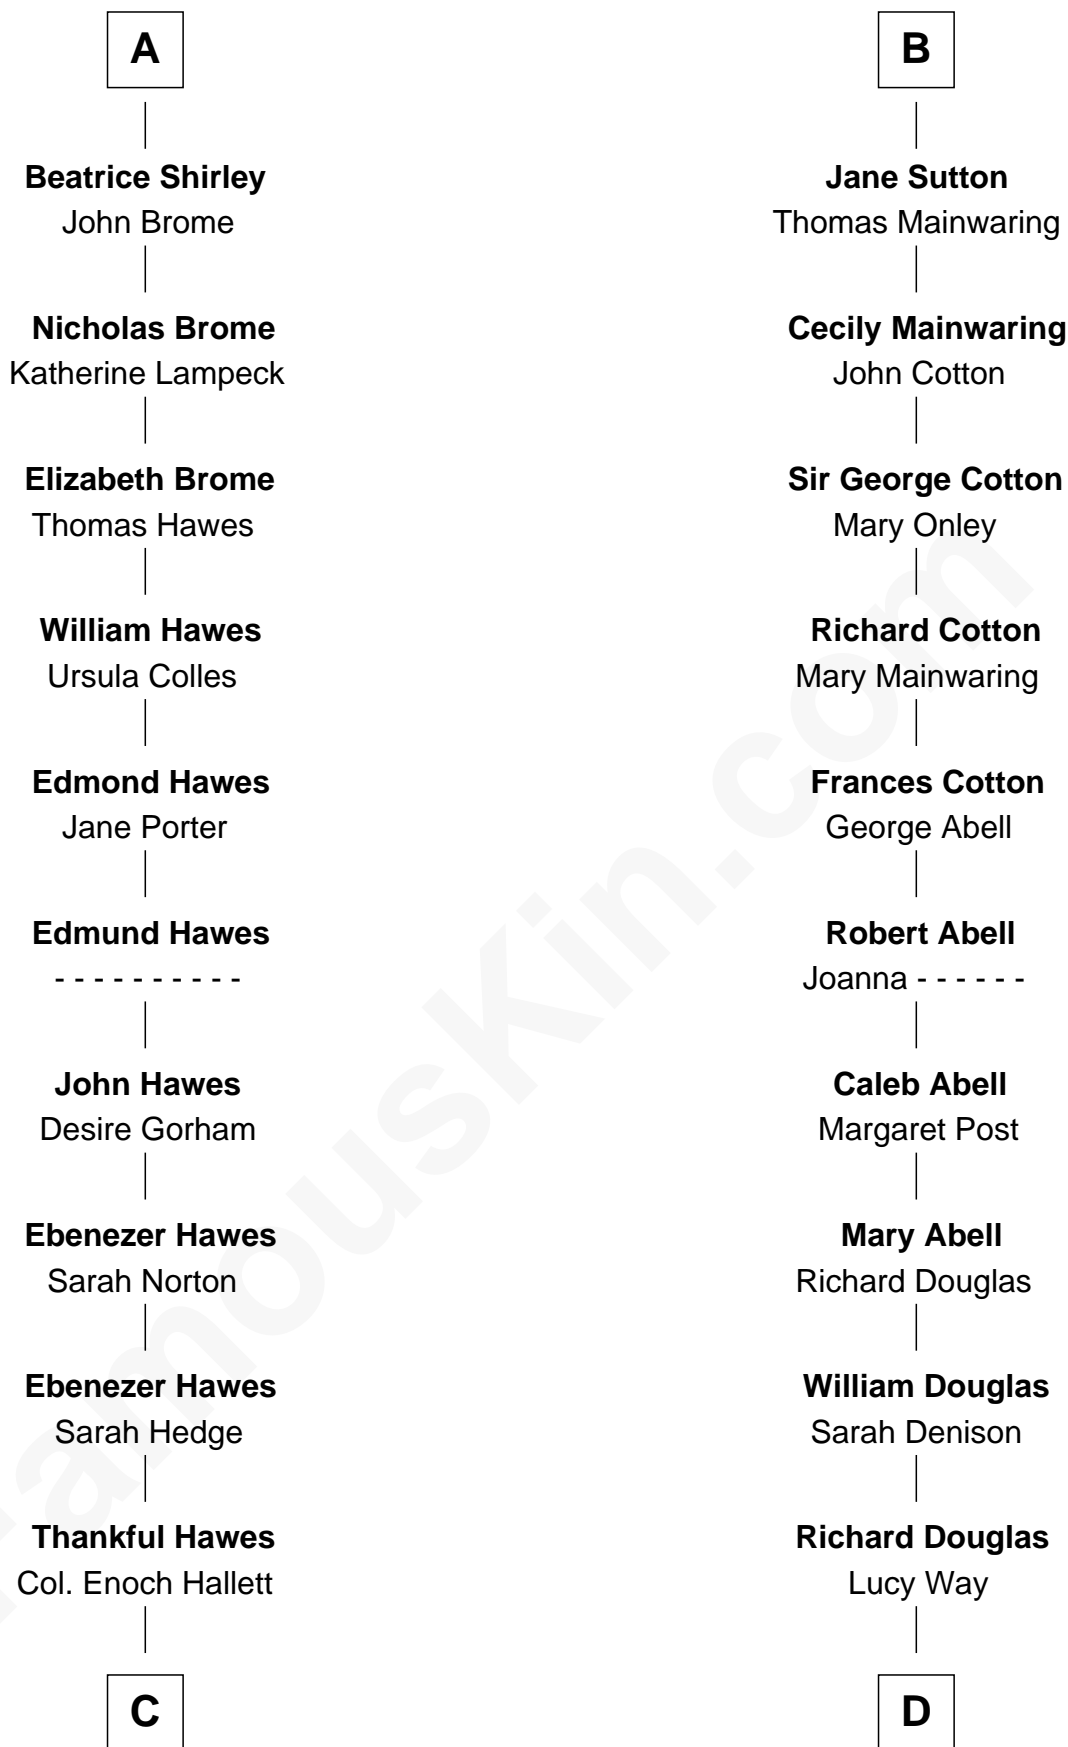 A
Beatrice Shirley
John Brome
Nicholas Brome
Katherine Lampeck
Elizabeth Brome
Thomas Hawes
William Hawes
Ursula Colles
Edmond Hawes
Jane Porter
Edmund Hawes
- - - - - - - - - -
John Hawes
Desire Gorham
Ebenezer Hawes
Sarah Norton
Ebenezer Hawes
Sarah Hedge
Thankful Hawes
Col. Enoch Hallett
C
B
Jane Sutton
Thomas Mainwaring
Cecily Mainwaring
John Cotton
Sir George Cotton
Mary Onley
Richard Cotton
Mary Mainwaring
Frances Cotton
George Abell
Robert Abell
Joanna - - - - - -
Caleb Abell
Margaret Post
Mary Abell
Richard Douglas
William Douglas
Sarah Denison
Richard Douglas
Lucy Way
D
FamousKin.com